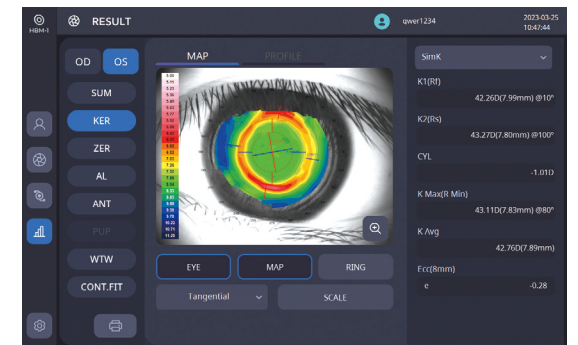 HBM-1
RESULT
qwer1234
2023-03-25
10:47:44
OD
OS
SUM
KER
ZER
AL
ANT
PUP
WTW
CONT.FIT
MAP
PROFILE
EYE
MAP
RING
Tangential
SCALE
SimK
K1(Rf)
42.26D(7.99mm) @10°
K2(Rs)
43.27D(7.80mm) @100°
CYL
-1.01D
K Max(R Min)
43.11D(7.83mm) @80°
K Avg
42.76D(7.89mm)
Ecc(8mm)
e
-0.28